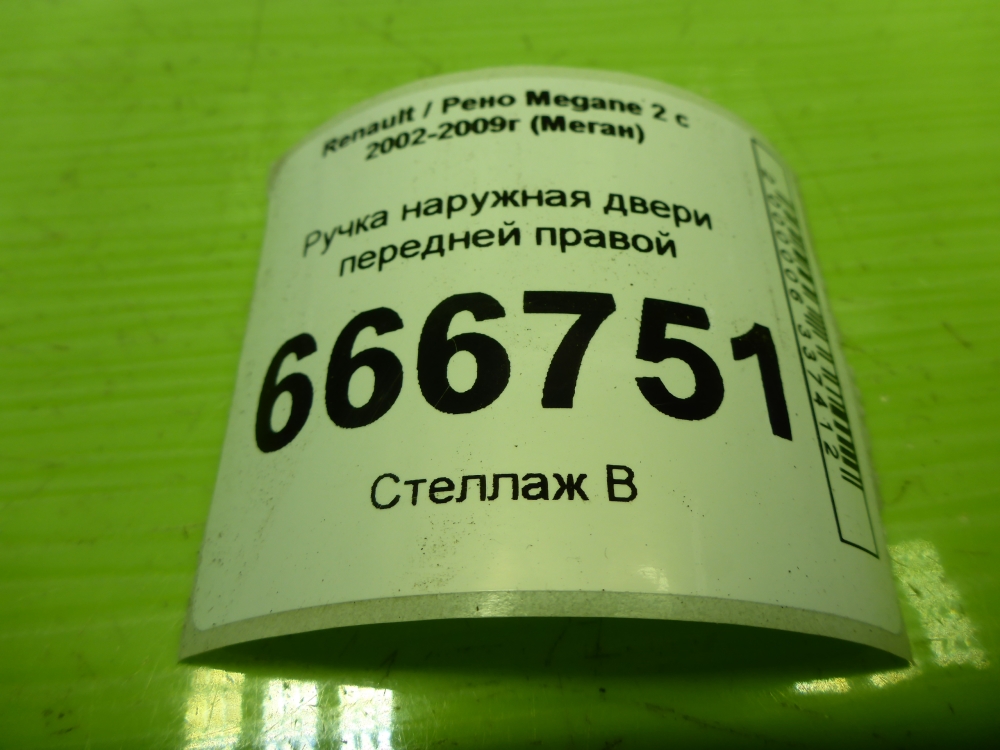 Renault / Рено Megane 2 с
2002-2009г (Меган)
Ручка наружная двери
передней правой
666751
Стеллаж В